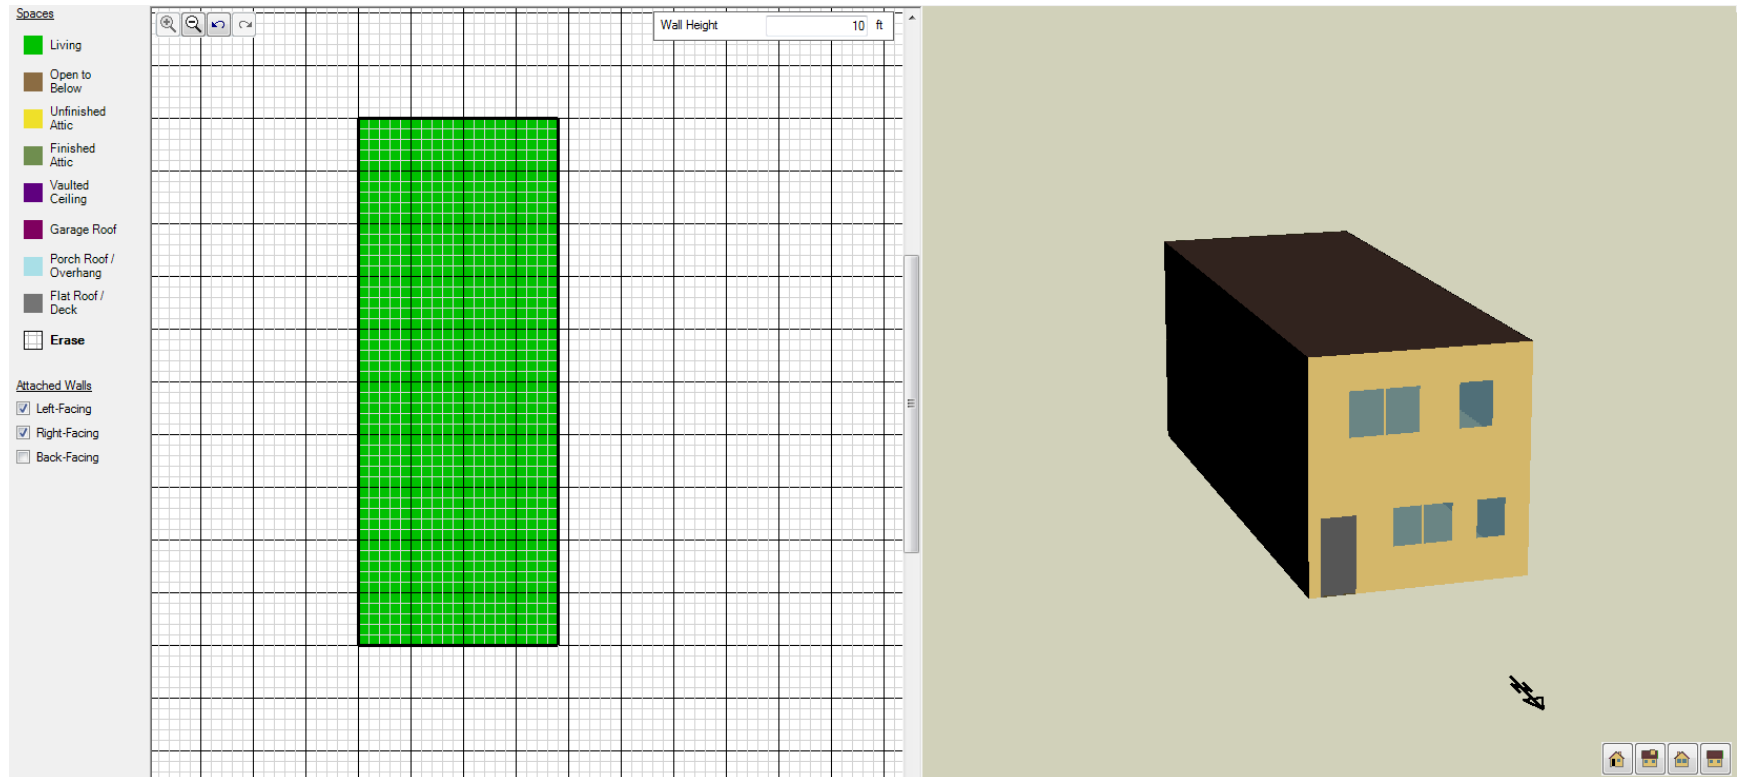 Spaces
Living
Open to
Below
Unfinished
Attic
Finished
Attic
Vaulted
Ceiling
Garage Roof
Porch Roof /
Overhang
Flat Roof /
Deck
Erase
Attached Walls
Left-Facing
Right-Facing
Back-Facing
Wall Height 10 ft